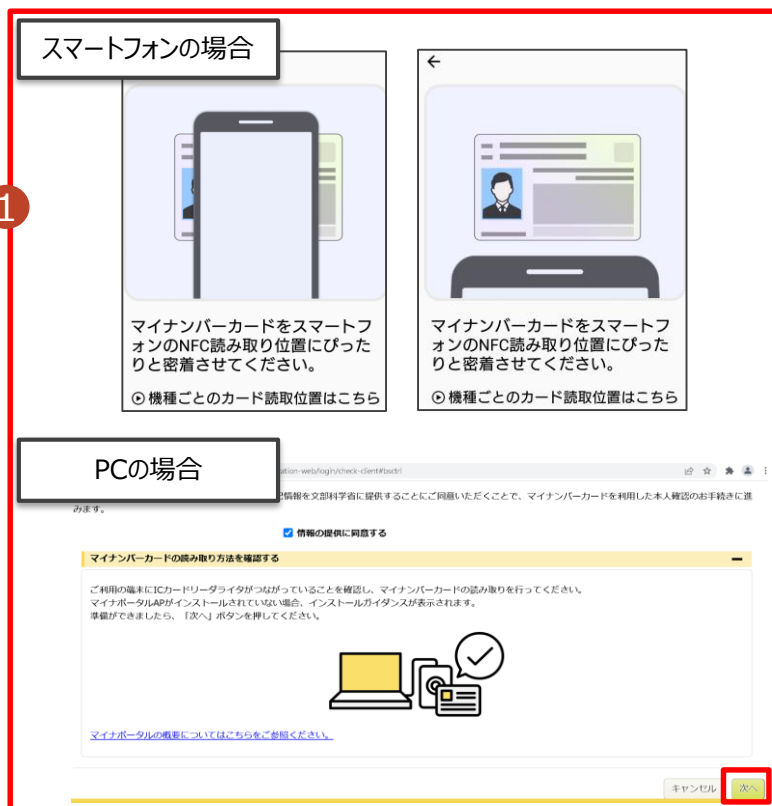 スマートフォンの場合
1
マイナンバーカードをスマートフ
ォンのNFC読み取り位置にぴった
りと密着させてください。
機種ごとのカード読取位置はこちら
マイナンバーカードをスマートフ
ォンのNFC読み取り位置にぴった
りと密着させてください。
機種ごとのカード読取位置はこちら
PCの場合
ation-web/login/check-client#bsctrl
情報を文部科学省に提供することにご同意いただくことで、マイナンバーカードを利用した本人確認のお手続きに進
みます。
情報の提供に同意する
マイナンバーカードの読み取り方法を確認する
ご利用の端末にICカードリーダライタがつながっていることを確認し、マイナンバーカードの読み取りを行ってください。
マイナポータルAPがインストールされていない場合、インストールガイダンスが表示されます。
準備ができましたら、「次へ」ボタンを押してください。
マイナポータルの概要についてはこちらをご参照ください。
キャンセル
次へ